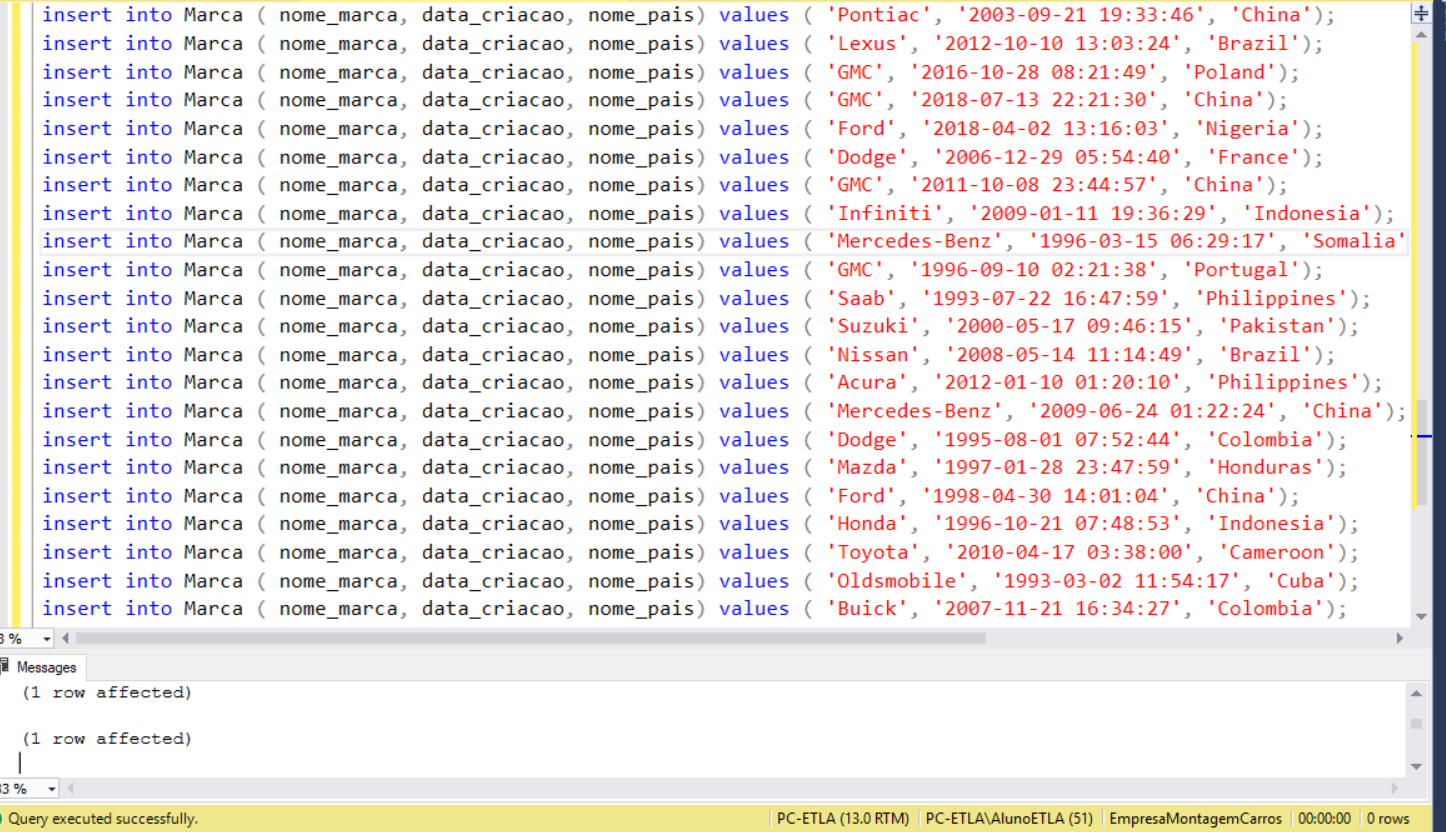 insert into Marca ( nome_marca, data_criacao, nome_pais) values ( 'Pontiac', '2003-09-21 19:33:46', 'China');
insert into Marca ( nome_marca, data_criacao, nome_pais) values ( 'Lexus', '2012-10-10 13:03:24', 'Brazil');
insert into Marca ( nome_marca, data_criacao, nome_pais) values ( 'GMC', '2016-10-28 08:21:49', 'Poland');
insert into Marca ( nome_marca, data_criacao, nome_pais) values ( 'GMC', '2018-07-13 22:21:30', 'China');
insert into Marca ( nome_marca, data_criacao, nome_pais) values ( 'Ford', '2018-04-02 13:16:03', 'Nigeria');
insert into Marca ( nome_marca, data_criacao, nome_pais) values ( 'Dodge', '2006-12-29 05:54:40', 'France');
insert into Marca ( nome_marca, data_criacao, nome_pais) values ( 'GMC', '2011-10-08 23:44:57', 'China');
insert into Marca ( nome_marca, data_criacao, nome_pais) values ( 'Infiniti', '2009-01-11 19:36:29', 'Indonesia');
insert into Marca ( nome_marca, data_criacao, nome_pais) values ( 'Mercedes-Benz', '1996-03-15 06:29:17', 'Somalia'
insert into Marca ( nome_marca, data_criacao, nome_pais) values ( 'GMC', '1996-09-10 02:21:38', 'Portugal');
insert into Marca ( nome_marca, data_criacao, nome_pais) values ( 'Saab', '1993-07-22 16:47:59', 'Philippines');
insert into Marca ( nome_marca, data_criacao, nome_pais) values ( 'Suzuki', '2000-05-17 09:46:15', 'Pakistan');
insert into Marca ( nome_marca, data_criacao, nome_pais) values ( 'Nissan', '2008-05-14 11:14:49', 'Brazil');
insert into Marca ( nome_marca, data_criacao, nome_pais) values ( 'Acura', '2012-01-10 01:20:10', 'Philippines');
insert into Marca ( nome_marca, data_criacao, nome_pais) values ( 'Mercedes-Benz', '2009-06-24 01:22:24', 'China');
insert into Marca ( nome_marca, data_criacao, nome_pais) values ( 'Dodge', '1995-08-01 07:52:44', 'Colombia');
insert into Marca ( nome_marca, data_criacao, nome_pais) values ( 'Mazda', '1997-01-28 23:47:59', 'Honduras');
insert into Marca ( nome_marca, data_criacao, nome_pais) values ( 'Ford', '1998-04-30 14:01:04', 'China');
insert into Marca ( nome_marca, data_criacao, nome_pais) values ( 'Honda', '1996-10-21 07:48:53', 'Indonesia');
insert into Marca ( nome_marca, data_criacao, nome_pais) values ( 'Toyota', '2010-04-17 03:38:00', 'Cameroon');
insert into Marca ( nome_marca, data_criacao, nome_pais) values ( 'Oldsmobile', '1993-03-02 11:54:17', 'Cuba');
insert into Marca ( nome_marca, data_criacao, nome_pais) values ( 'Buick', '2007-11-21 16:34:27', 'Colombia');
3 %
Messages
(1 row affected)
(1 row affected)
33 %
Query executed successfully. PC-ETLA (13.0 RTM) PC-ETLA\AlunoETLA (51) EmpresaMontagemCarros 00:00:00 0 rows